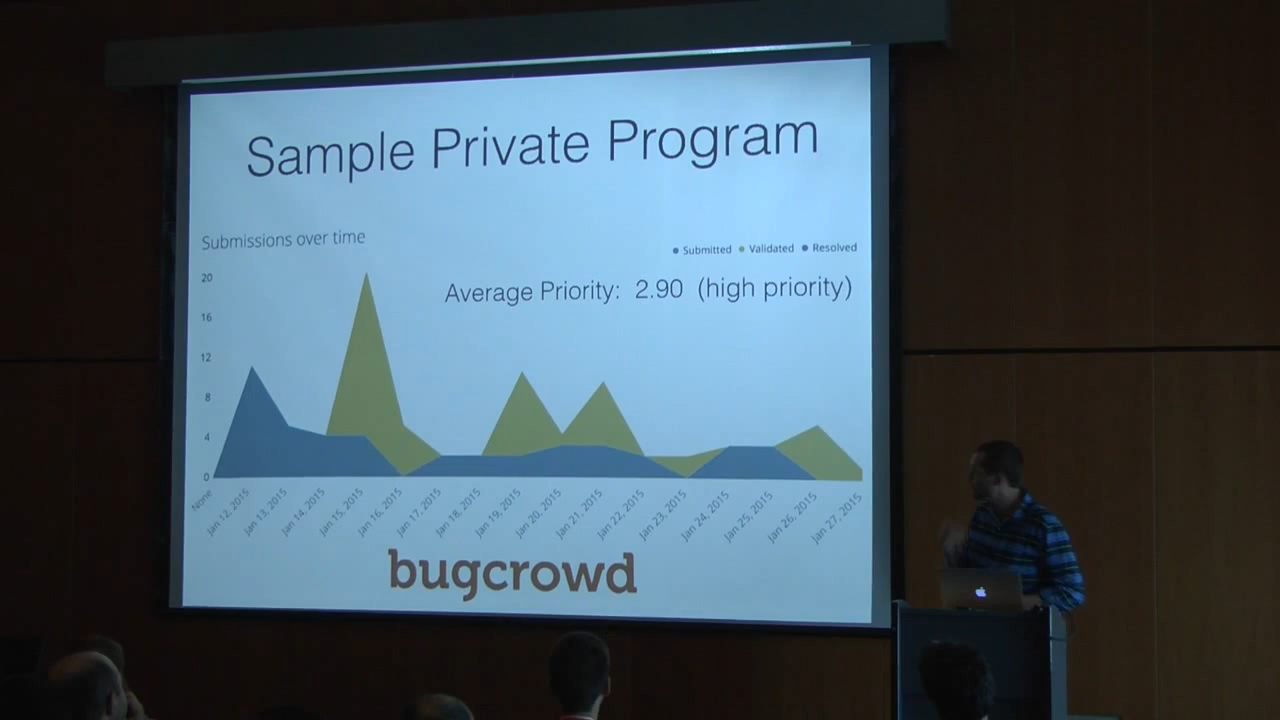 Sample Private Program
Submissions over time
Submitted Validated Resolved
Average Priority: 2.90 (high priority)
20
16
12
8
4
0
None
Jan 12, 2015
Jan 13, 2015
Jan 14, 2015
Jan 15, 2015
Jan 16, 2015
Jan 17, 2015
Jan 18, 2015
Jan 19, 2015
Jan 20, 2015
Jan 21, 2015
Jan 22, 2015
Jan 23, 2015
Jan 24, 2015
Jan 25, 2015
Jan 26, 2015
Jan 27, 2015
bugcrowd